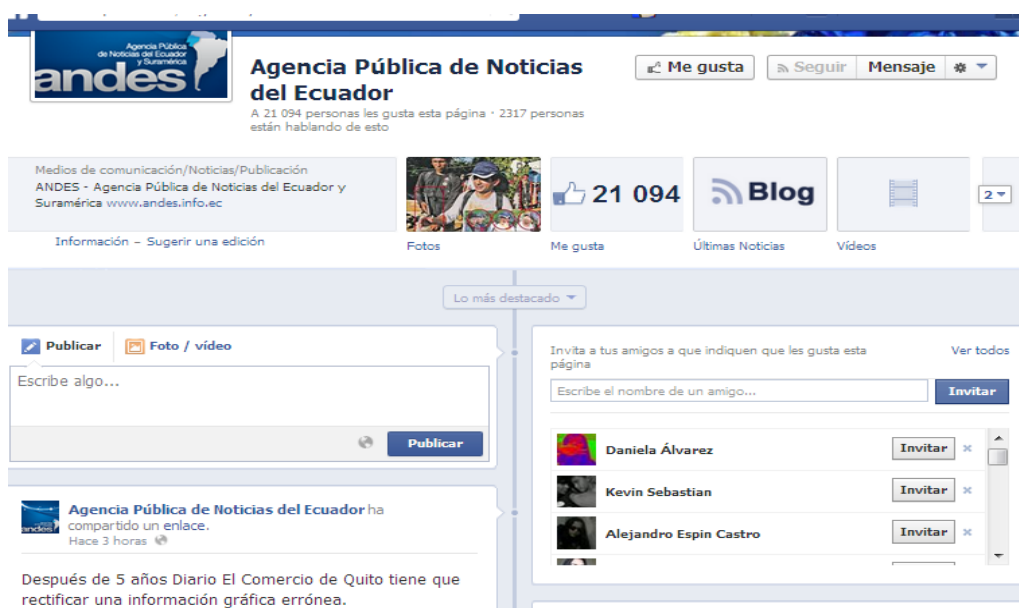 Agencia Pública
de Noticias del Ecuador
y Suramérica
andes
Agencia Pública de Noticias
del Ecuador
A 21 094 personas les gusta esta página · 2317 personas
están hablando de esto
Me gusta
Seguir
Mensaje
Medios de comunicación/Noticias/Publicación
ANDES - Agencia Pública de Noticias del Ecuador y
Suramérica www.andes.info.ec
Información – Sugerir una edición
Fotos
21 094
Me gusta
Blog
Últimas Noticias
Vídeos
2
Lo más destacado
Publicar
Foto / vídeo
Escribe algo...
Publicar
Invita a tus amigos a que indiquen que les gusta esta
página
Ver todos
Escribe el nombre de un amigo...
Invitar
Daniela Álvarez
Invitar
Kevin Sebastian
Invitar
Alejandro Espin Castro
Invitar
andes
Agencia Pública de Noticias del Ecuador ha
compartido un enlace.
Hace 3 horas
Después de 5 años Diario El Comercio de Quito tiene que
rectificar una información gráfica errónea.